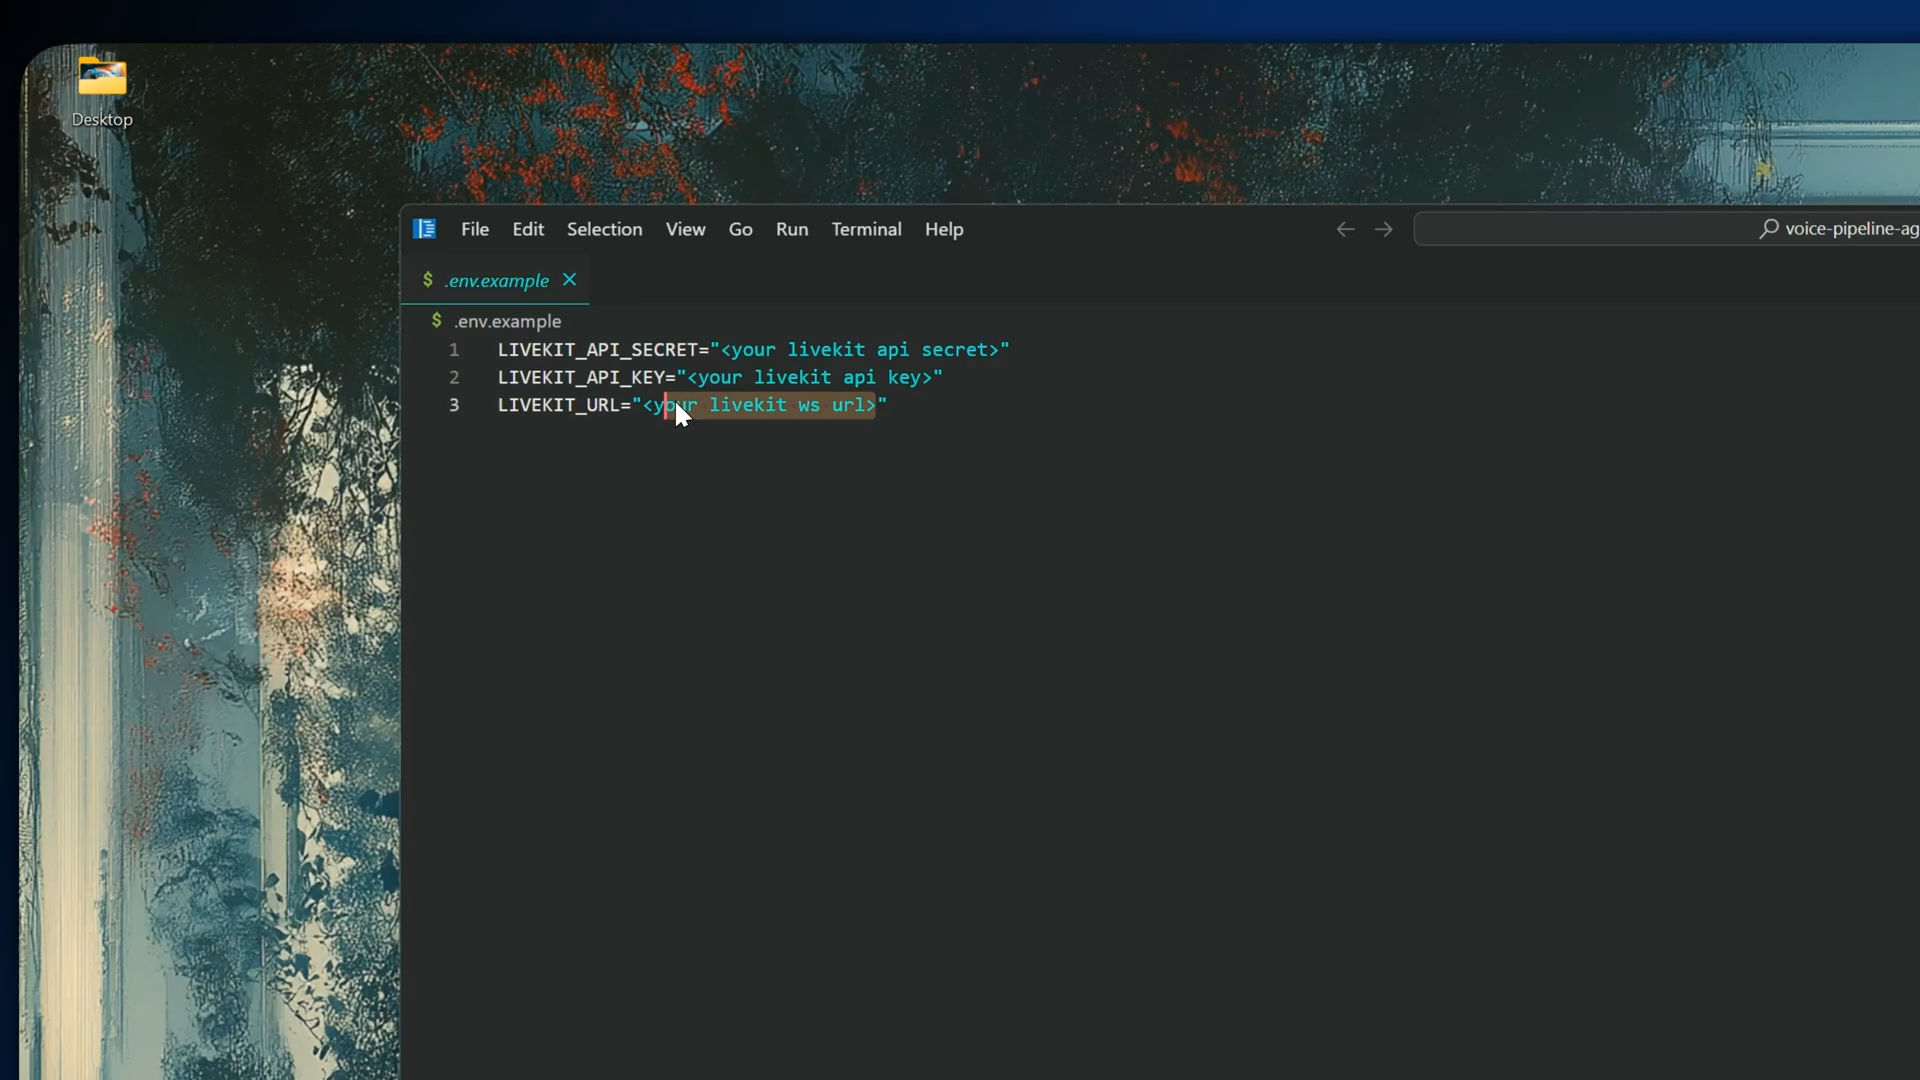 Desktop
File Edit Selection View Go Run Terminal Help
voice-pipeline-ag
$ .env.example
$ .env.example
1 LIVEKIT_API_SECRET="<your livekit api secret>"
2 LIVEKIT_API_KEY="<your livekit api key>"
3 LIVEKIT_URL="<your livekit ws url>"